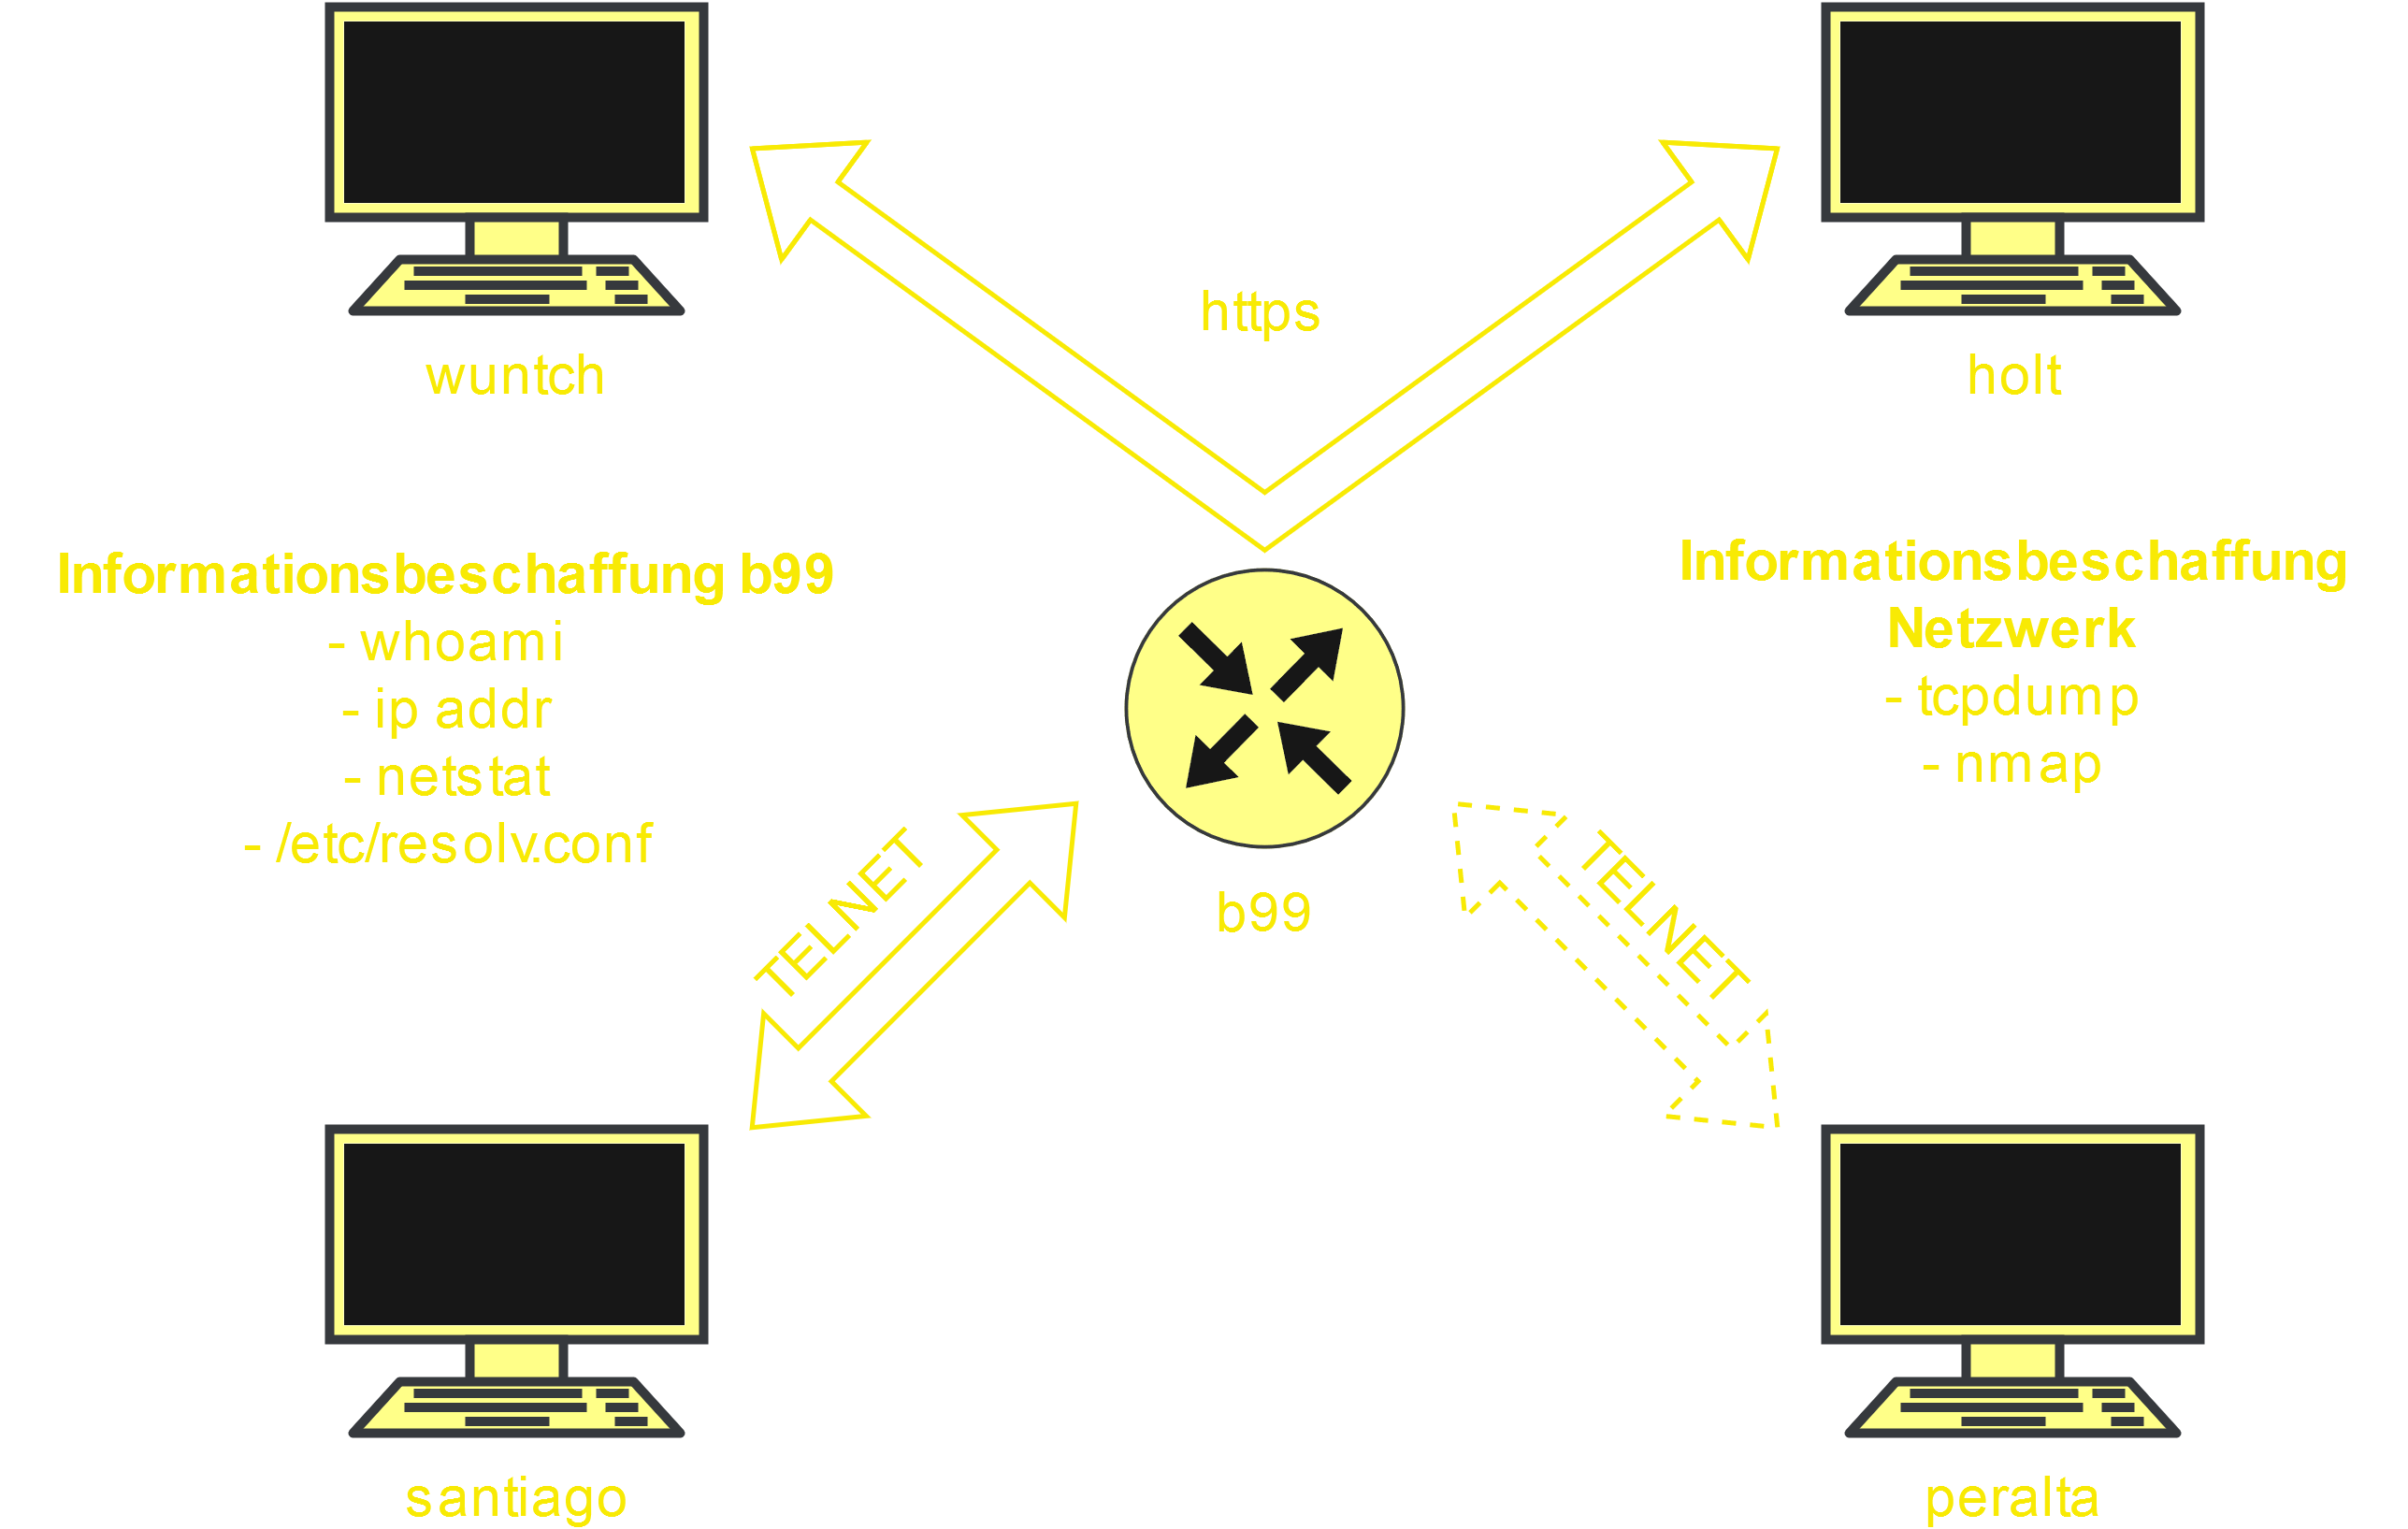 https
wuntch
holt
Informationsbeschaffung b99
- whoami
- ip addr
- netstat
- /etc/resolv.conf
Informationsbeschaffung
Netzwerk
- tcpdump
- nmap
TELNET
b99
TELNET
santiago
peralta